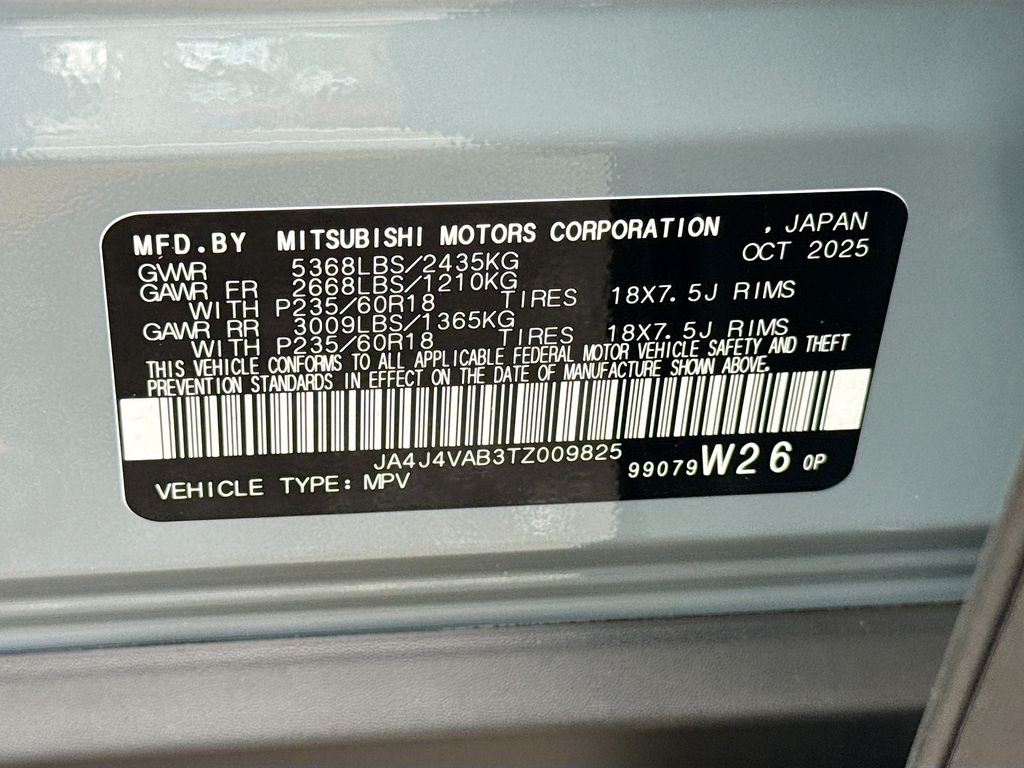 MFD.BY MITSUBISHI MOTORS CORPORATION , JAPAN
OCT 2025
GVWR 5368LBS/2435KG
GAWR FR 2668LBS/1210KG
WITH P235/60R18 TIRES 18X7.5J RIMS
GAWR RR 3009LBS/1365KG
WITH P235/60R18 TIRES 18X7.5J RIMS
THIS VEHICLE CONFORMS TO ALL APPLICABLE FEDERAL MOTOR VEHICLE SAFETY AND THEFT
PREVENTION STANDARDS IN EFFECT ON THE DATE OF MANUFACTURE SHOWN ABOVE.
JA4J4VAB3TZ009825
VEHICLE TYPE: MPV 99079 W26 0P